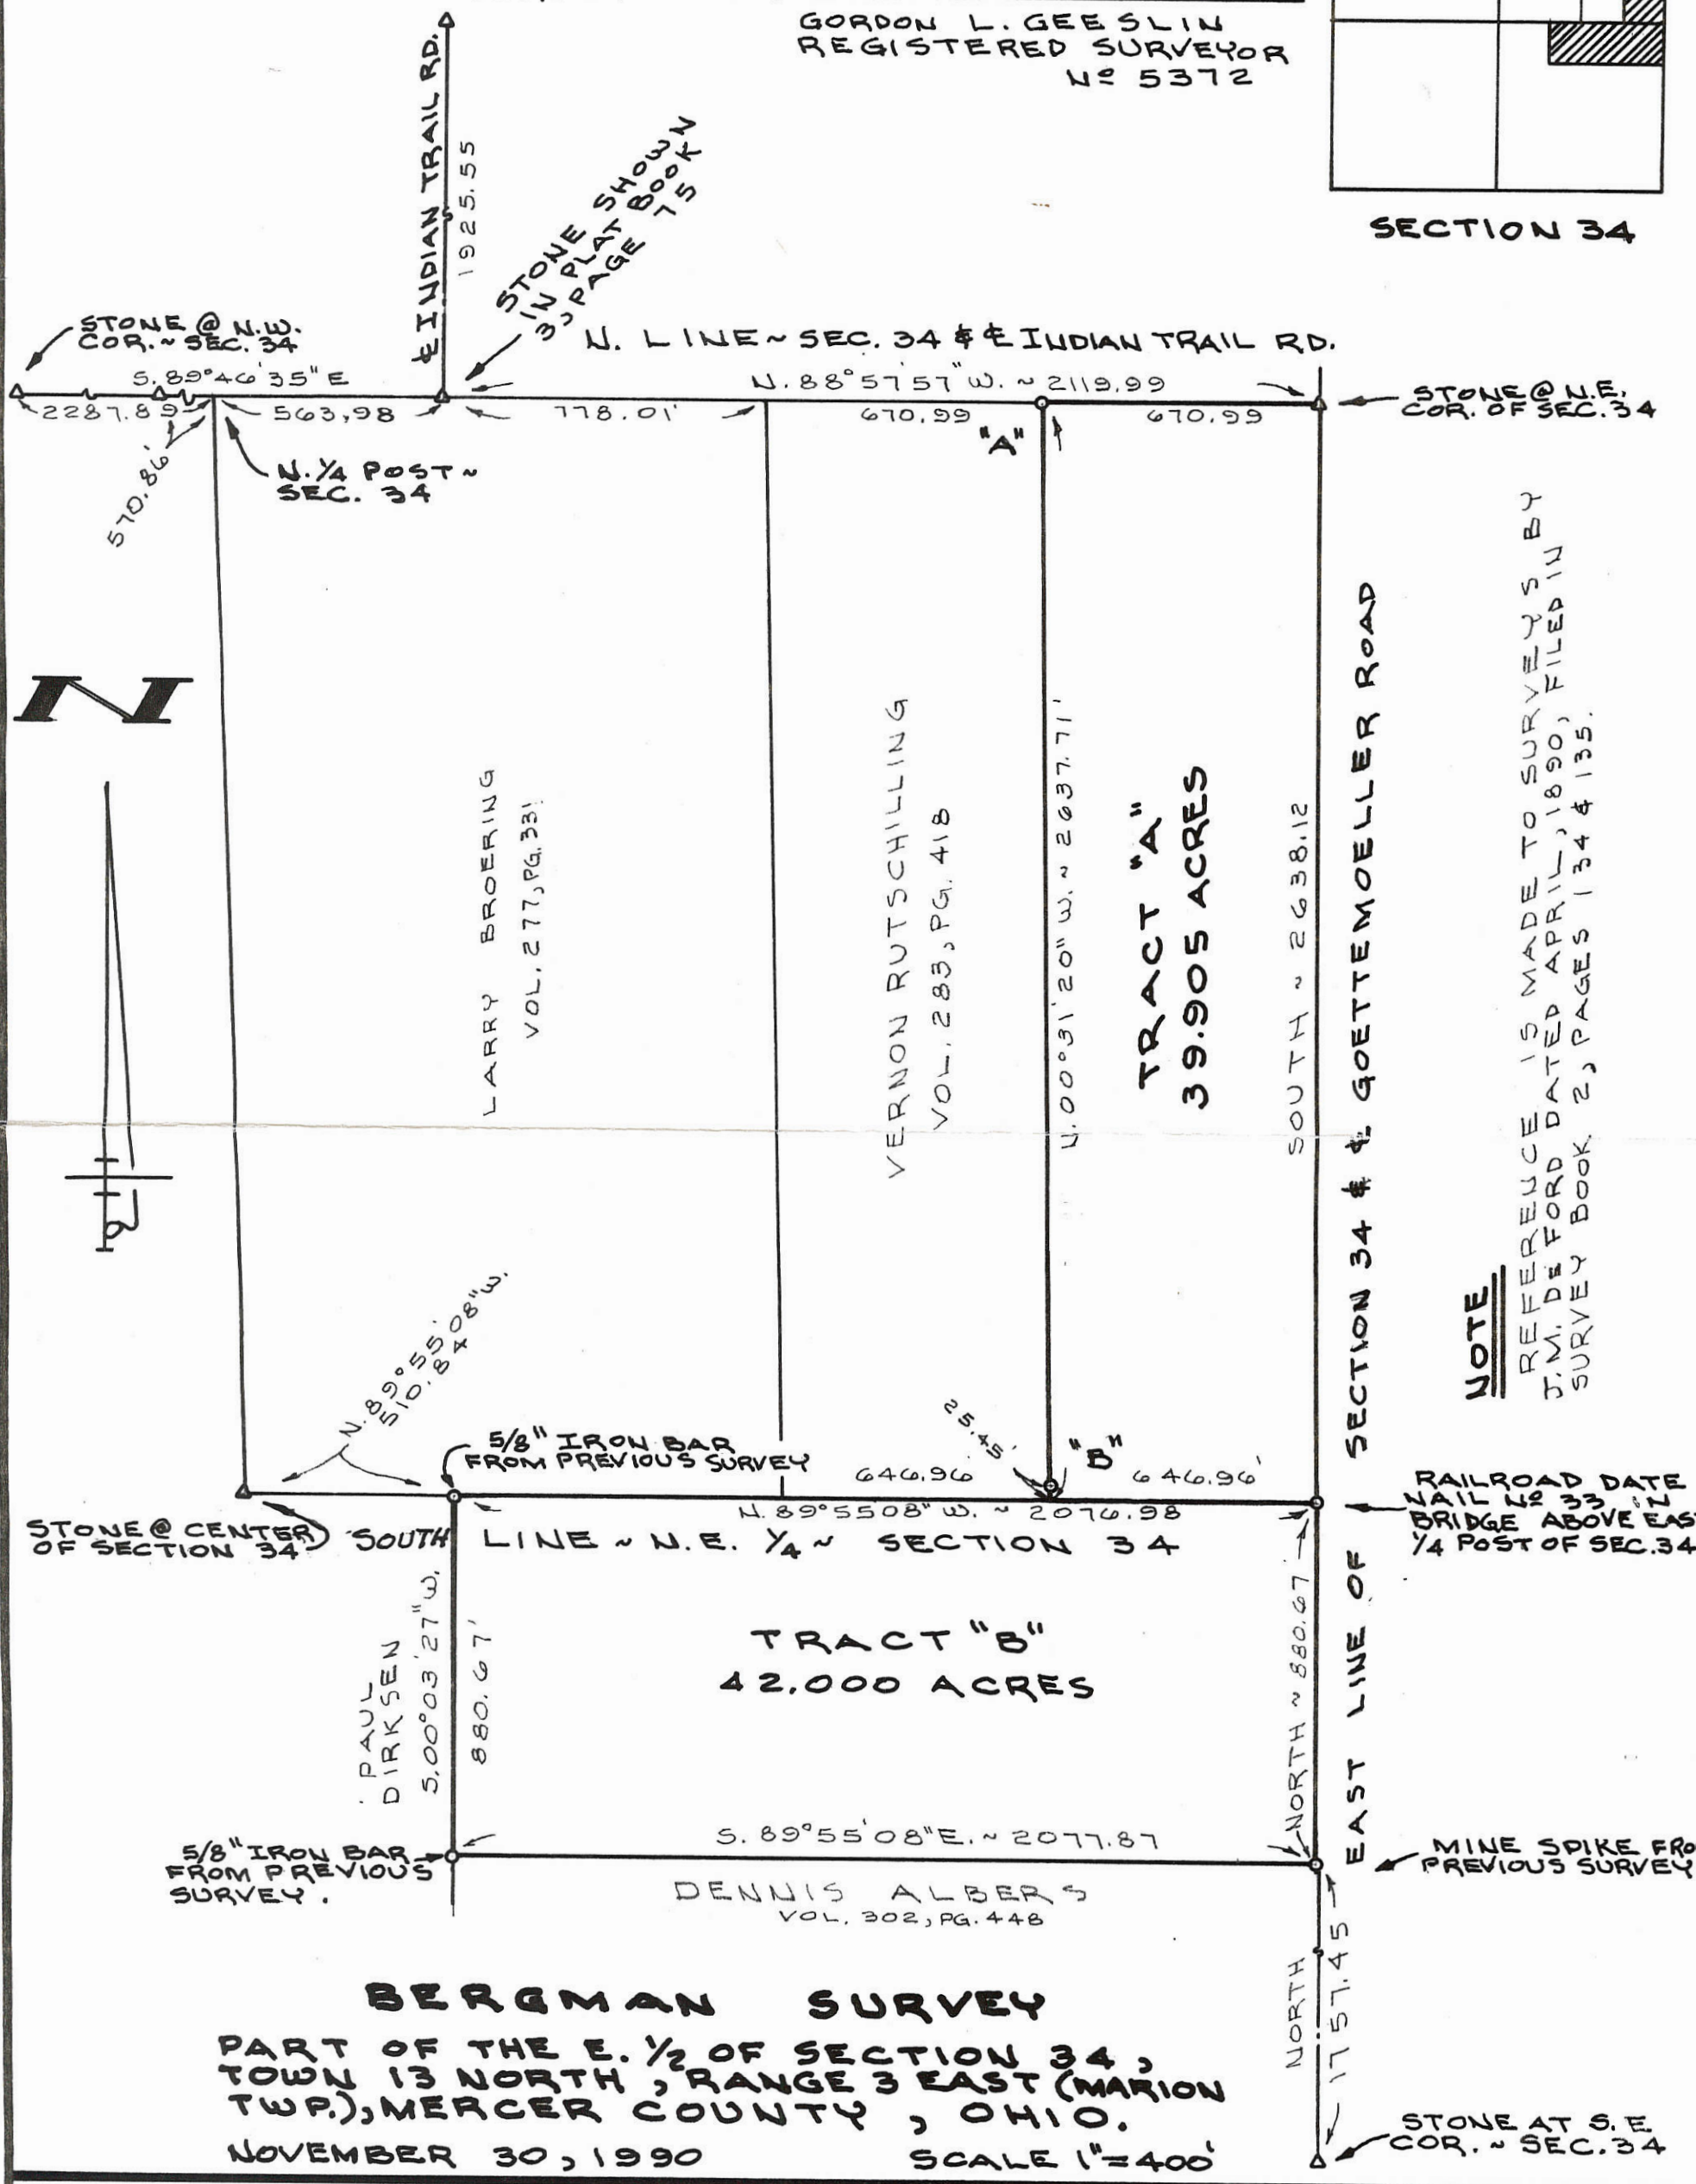 GORDON L. GEESLIN
REGISTERED SURVEYOR
Nº 5372
SECTION 34
℄ INDIAN TRAIL RD.
1925.55
STONE SHOWN
IN PLAT BOOK
3, PAGE 75
STONE @ N.W.
COR. ~ SEC. 34
N. LINE ~ SEC. 34 & ℄ INDIAN TRAIL RD.
S. 89°46'35" E
N. 88°57'57" W. ~ 2119.99
STONE @ N.E.
COR. OF SEC. 34
2287.89
563.98
778.01'
670.99
"A"
670.99
570.86'
N. 1/4 POST ~
SEC. 34
N
LARRY BROERING
VOL. 277, PG. 331
VERNON RUTSCHILLING
VOL. 283, PG. 418
N. 00°31'20" W. ~ 2637.71'
TRACT "A"
39.905 ACRES
SOUTH ~ 2638.12
EAST LINE OF SECTION 34 & ℄ GOETTEMOELLER ROAD
NOTE
REFERENCE IS MADE TO SURVEYS BY
J.M. DE FORD DATED APRIL, 1890, FILED IN
SURVEY BOOK 2, PAGES 134 & 135.
N. 89°55'08" W.
510.84
5/8" IRON BAR
FROM PREVIOUS SURVEY
25.45'
"B"
646.96
646.96'
N. 89°55'08" W. ~ 2076.98
STONE @ CENTER
OF SECTION 34
SOUTH LINE ~ N.E. 1/4 ~ SECTION 34
RAILROAD DATE
NAIL Nº 33 IN
BRIDGE ABOVE EAST
1/4 POST OF SEC. 34
PAUL
DIRKSEN
S. 00°03'27" W.
880.67'
TRACT "B"
42.000 ACRES
NORTH ~ 880.67
S. 89°55'08" E. ~ 2077.87
5/8" IRON BAR
FROM PREVIOUS
SURVEY.
MINE SPIKE FRO
PREVIOUS SURVEY
DENNIS ALBERS
VOL. 302, PG. 448
NORTH
1757.45
BERGMAN SURVEY
PART OF THE E. 1/2 OF SECTION 34,
TOWN 13 NORTH, RANGE 3 EAST (MARION
TWP.), MERCER COUNTY, OHIO.
NOVEMBER 30, 1990 SCALE 1"=400'
STONE AT S.E
COR. ~ SEC. 34